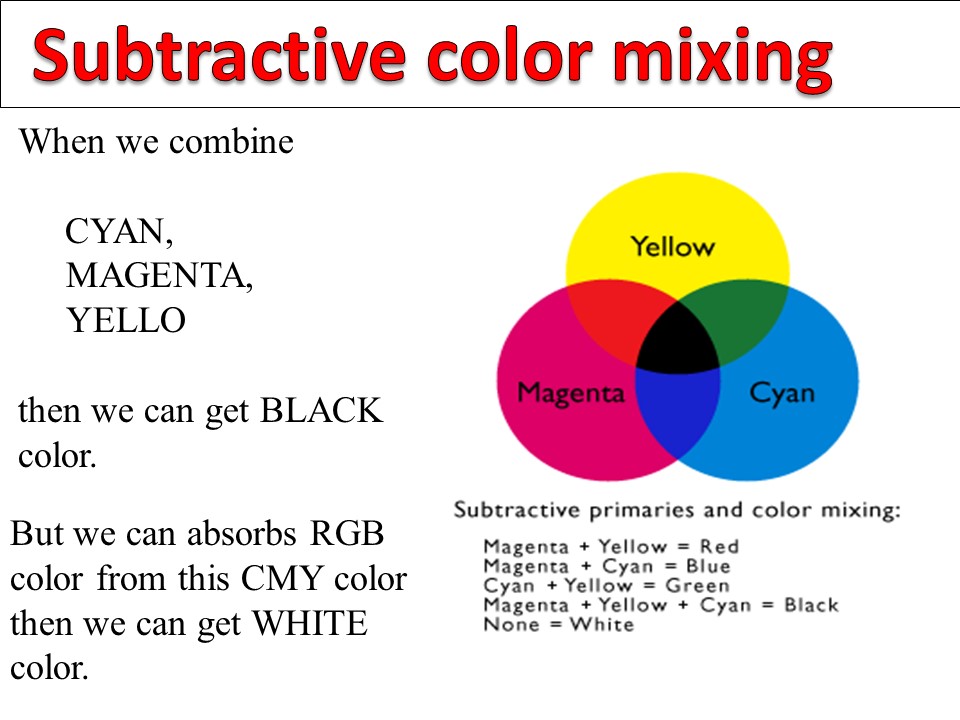 Subtractive color mixing
When we combine
CYAN,
MAGENTA,
YELLO
then we can get BLACK
color.
But we can absorbs RGB
color from this CMY color
then we can get WHITE
color.
Yellow
Magenta
Cyan
Subtractive primaries and color mixing:
Magenta + Yellow = Red
Magenta + Cyan = Blue
Cyan + Yellow = Green
Magenta + Yellow + Cyan = Black
None = White